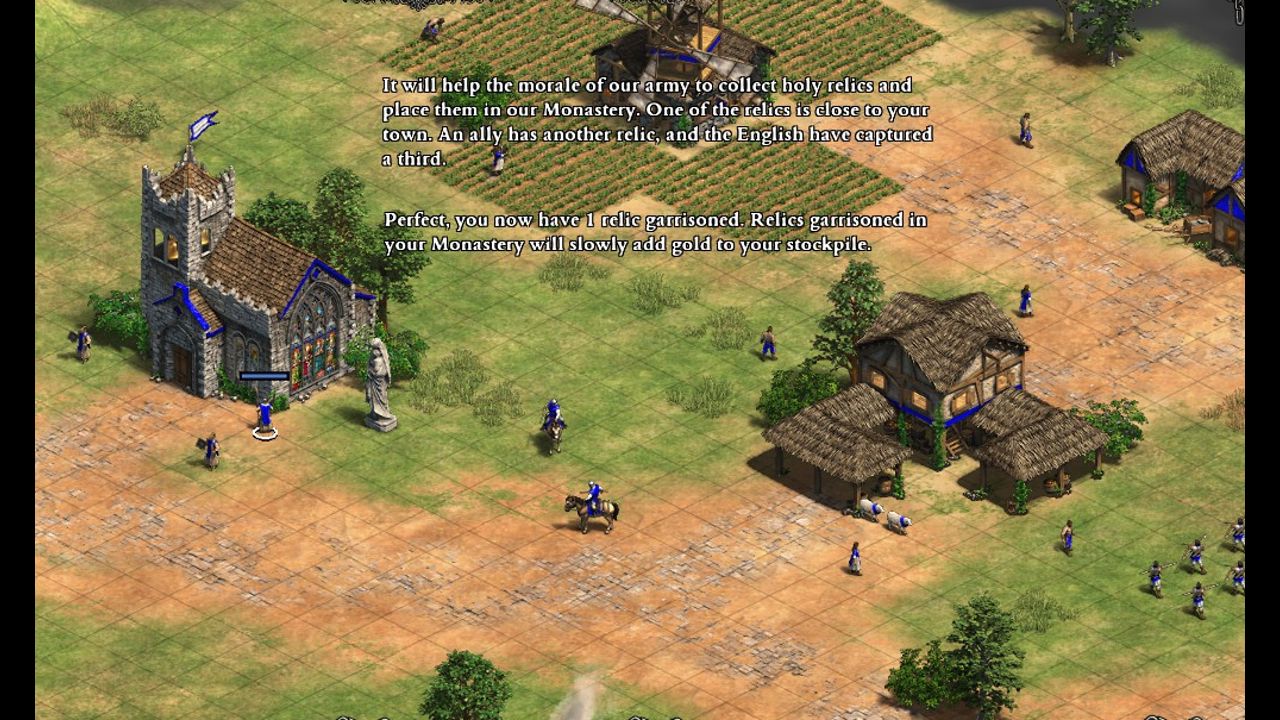 It will help the morale of our army to collect holy relics and
place them in our Monastery. One of the relics is close to your
town. An ally has another relic, and the English have captured
a third.
Perfect, you now have 1 relic garrisoned. Relics garrisoned in
your Monastery will slowly add gold to your stockpile.